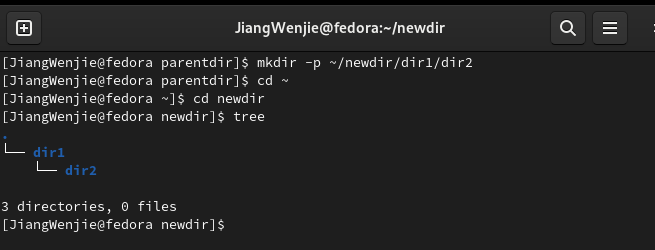 JiangWenjie@fedora:~/newdir
[JiangWenjie@fedora parentdir]$ mkdir -p ~/newdir/dir1/dir2
[JiangWenjie@fedora parentdir]$ cd ~
[JiangWenjie@fedora ~]$ cd newdir
[JiangWenjie@fedora newdir]$ tree
.
└── dir1
    └── dir2
3 directories, 0 files
[JiangWenjie@fedora newdir]$